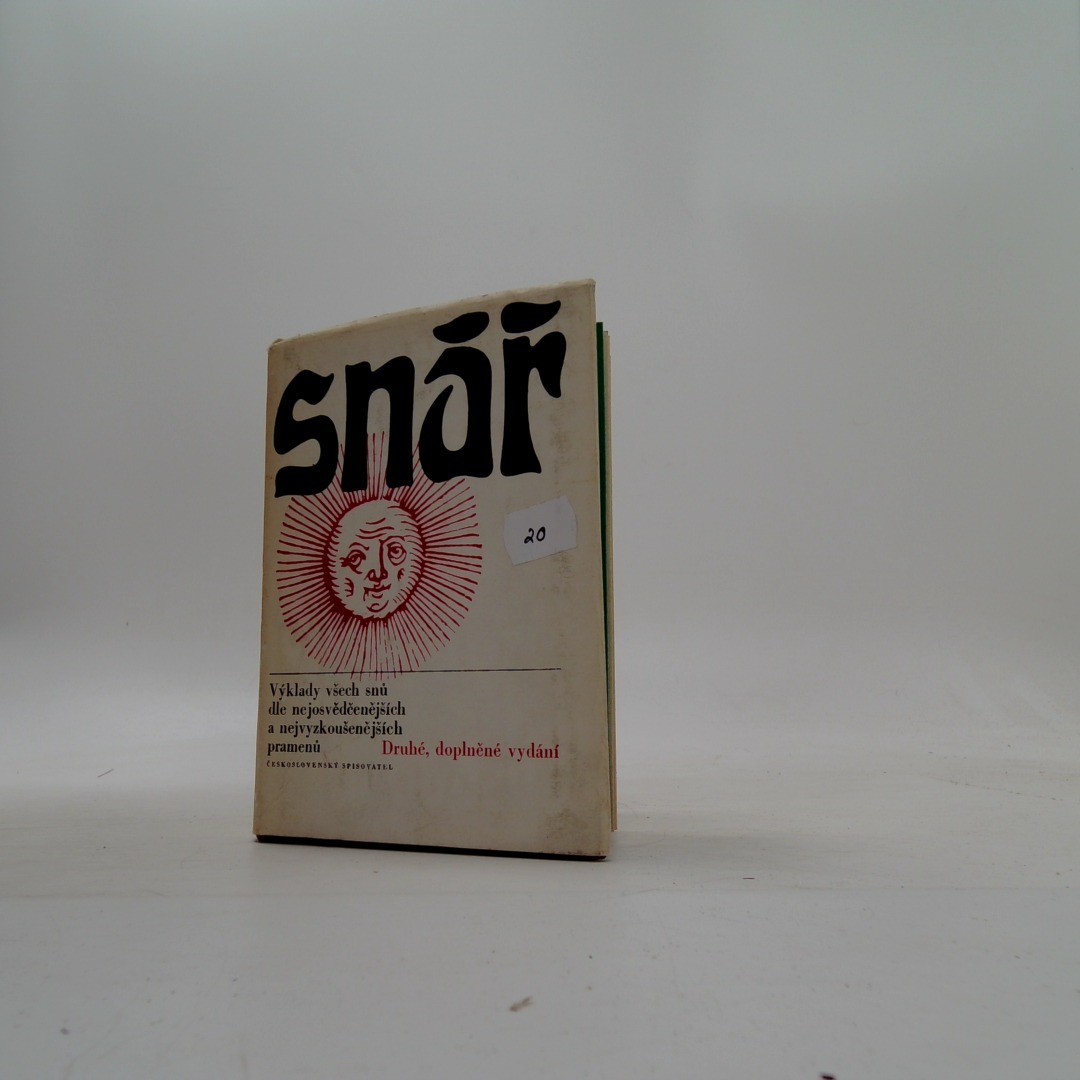 snář
20
Výklady všech snů
dle nejosvědčenějších
a nejvyzkoušenějších
pramenů
Druhé, doplněné vydání
ČESKOSLOVENSKÝ SPISOVATEL